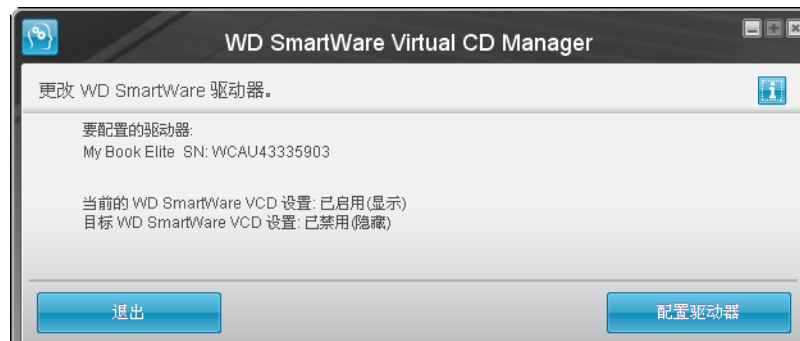 WD SmartWare Virtual CD Manager
更改 WD SmartWare 驱动器。
要配置的驱动器:
My Book Elite SN: WCAU43335903
当前的 WD SmartWare VCD 设置: 已启用(显示)
目标 WD SmartWare VCD 设置: 已禁用(隐藏)
退出
配置驱动器